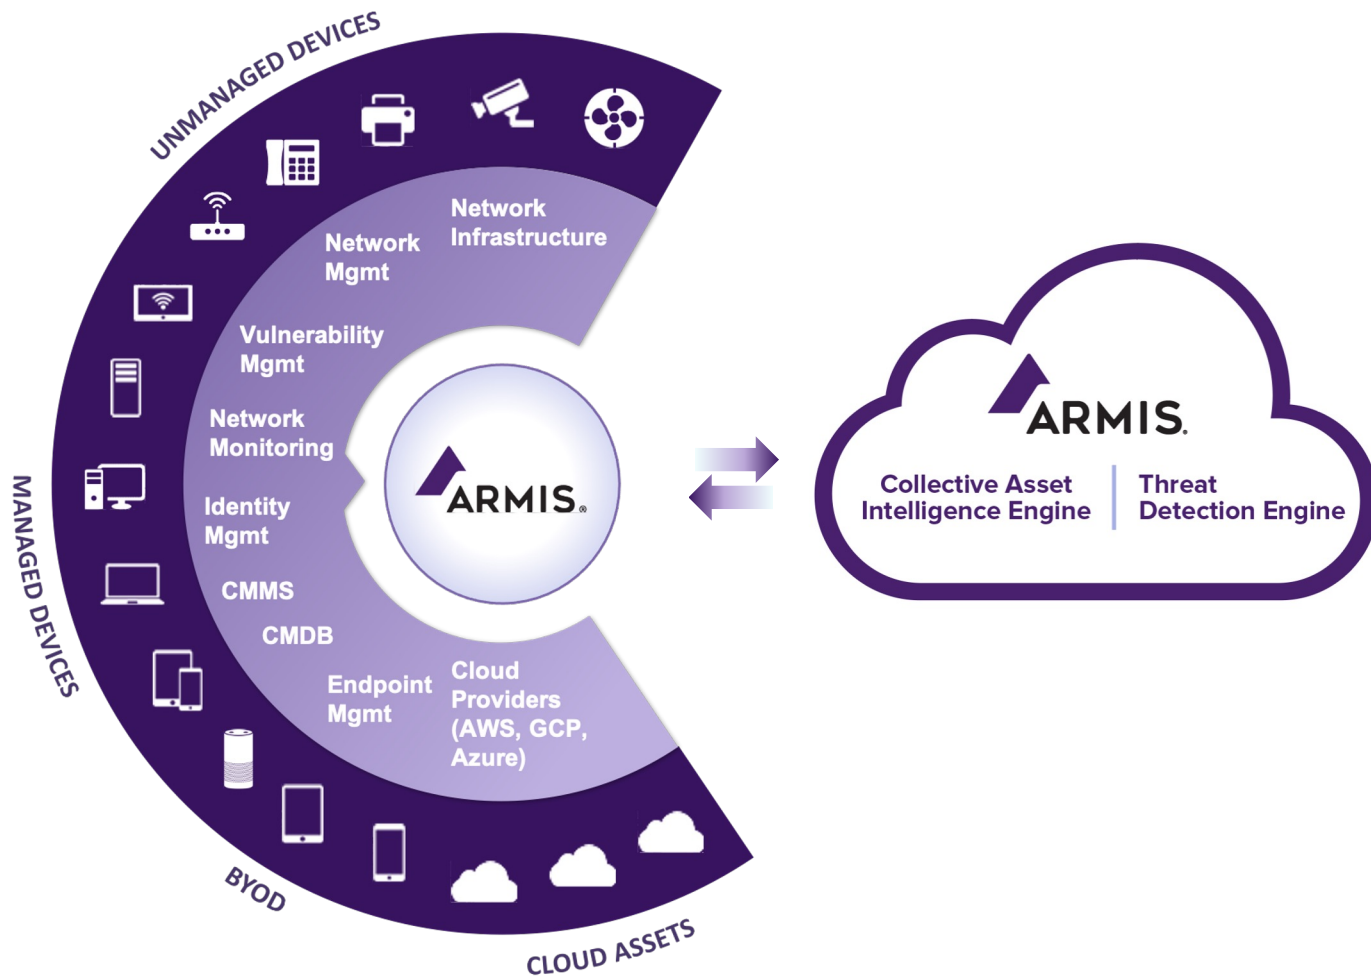 UNMANAGED DEVICES
Network
Infrastructure
Network
Mgmt
Vulnerability
Mgmt
Network
Monitoring
Identity
Mgmt
CMMS
CMDB
Endpoint
Mgmt
Cloud
Providers
(AWS, GCP,
Azure)
MANAGED DEVICES
BYOD
CLOUD ASSETS
ARMIS®
ARMIS.
Collective Asset
Intelligence Engine
Threat
Detection Engine